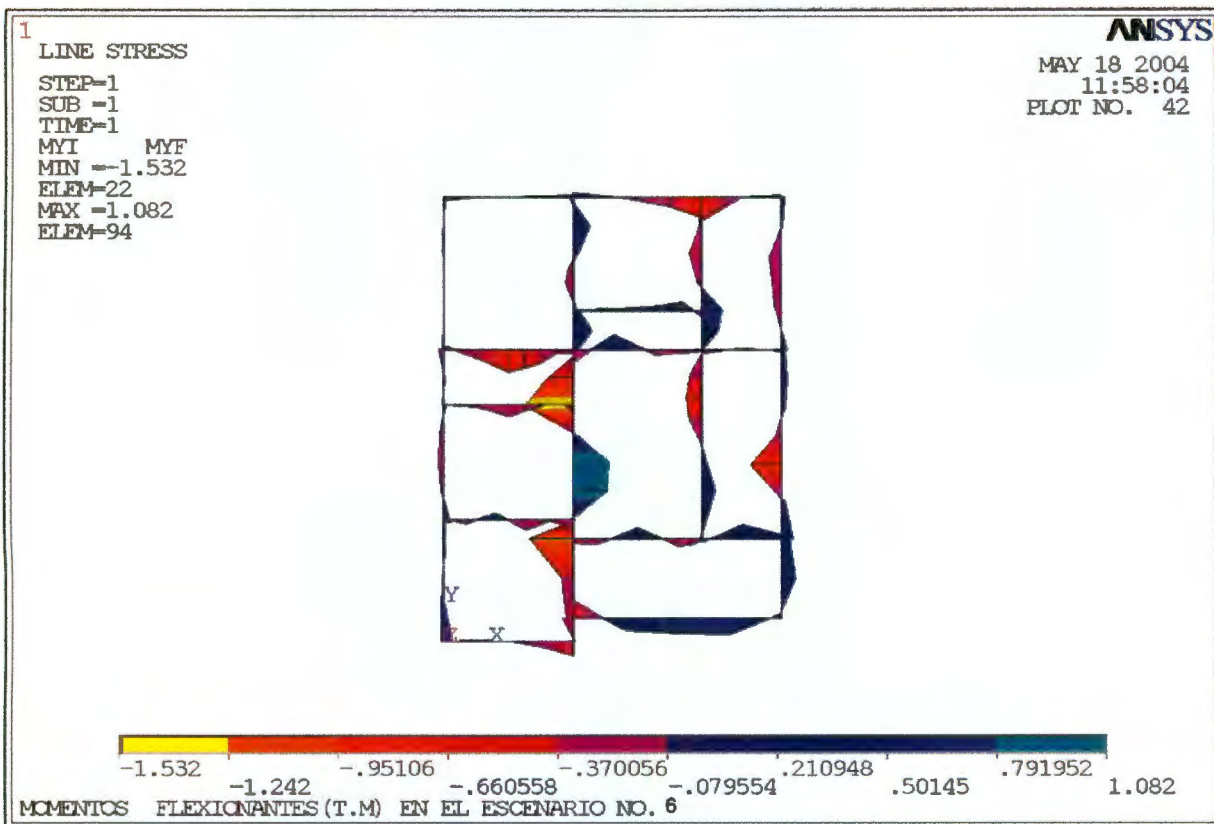 1
LINE STRESS
STEP=1
SUB =1
TIME=1
MYI MYF
MIN =-1.532
ELEM=22
MAX =1.082
ELEM=94
ANSYS
MAY 18 2004
11:58:04
PLOT NO. 42
Y
Z X
-1.532 -.95106 -.370056 .210948 .791952
-1.242 -.660558 -.079554 .50145 1.082
MOMENTOS FLEXIONANTES(T.M) EN EL ESCENARIO NO. 6